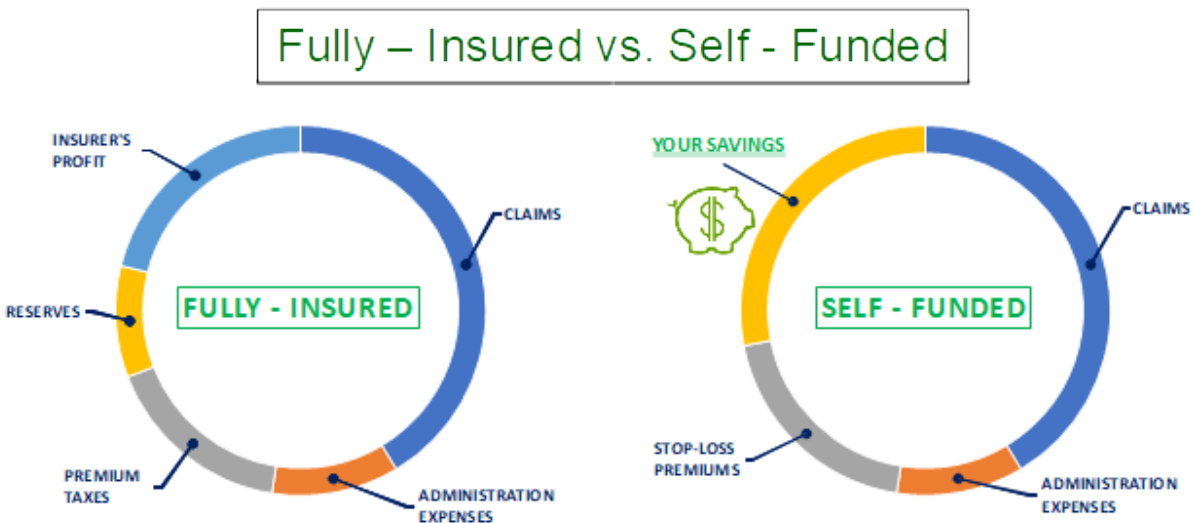 Fully – Insured vs. Self - Funded
INSURER'S
PROFIT
CLAIMS
RESERVES
FULLY - INSURED
PREMIUM
TAXES
ADMINISTRATION
EXPENSES
YOUR SAVINGS
$
CLAIMS
SELF - FUNDED
STOP-LOSS
PREMIUMS
ADMINISTRATION
EXPENSES